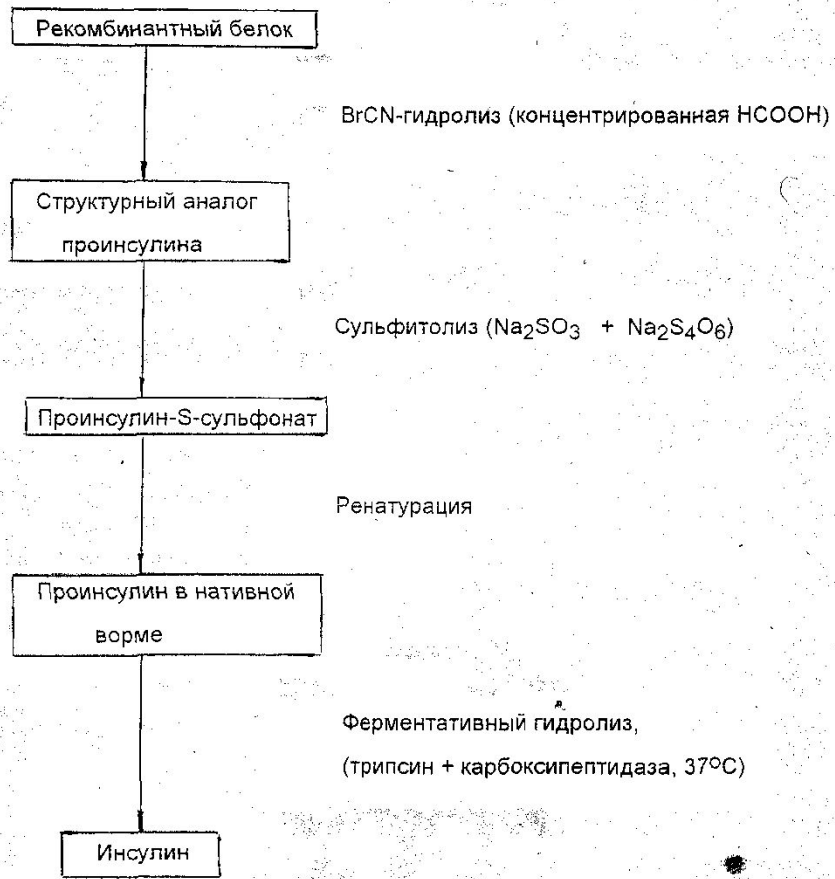 Рекомбинантный белок
BrCN-гидролиз (концентрированная HCOOH)
Структурный аналог
проинсулина
Сульфитолиз (Na₂SO₃ + Na₂S₄O₆)
Проинсулин-S-сульфонат
Ренатурация
Проинсулин в нативной
ворме
Ферментативный гидролиз,
(трипсин + карбоксипептидаза, 37°C)
Инсулин